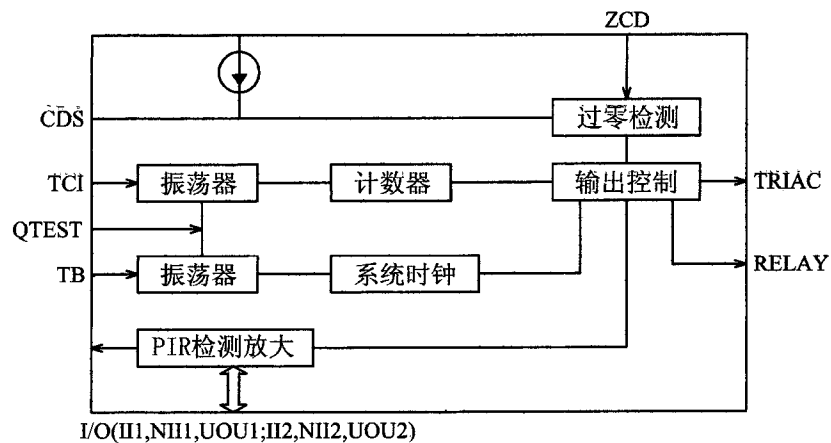 ZCD
CDS
过零检测
TCI
振荡器
计数器
输出控制
TRIAC
QTEST
TB
振荡器
系统时钟
RELAY
PIR检测放大
I/O(II1,NII1,UOU1;II2,NII2,UOU2)